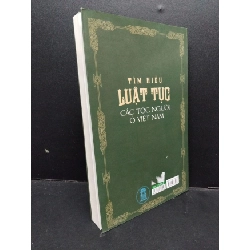 TÌM HIỂU
LUẬT TỤC
CÁC TỘC NGƯỜI
Ở VIỆT NAM